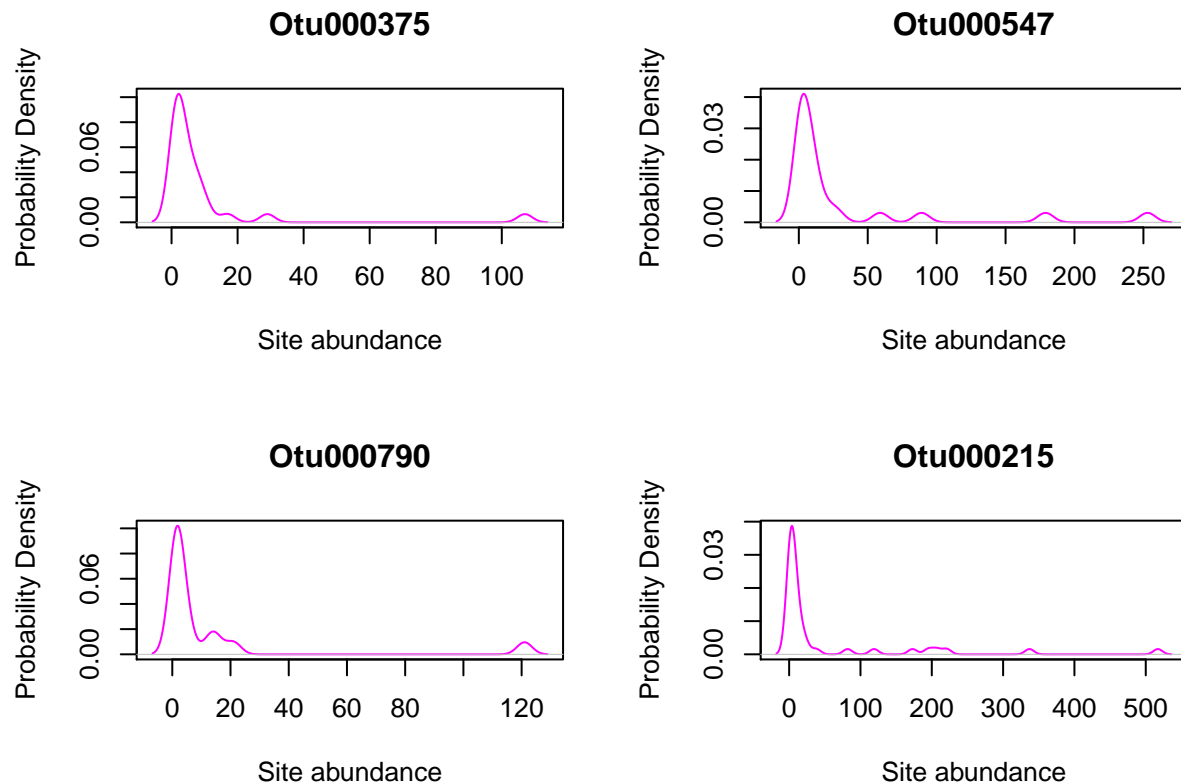 Otu000375
Probability Density
0.00 0.06
0 20 40 60 80 100
Site abundance
Otu000547
Probability Density
0.00 0.03
0 50 100 150 200 250
Site abundance
Otu000790
Probability Density
0.00 0.06
0 20 40 60 80 120
Site abundance
Otu000215
Probability Density
0.00 0.03
0 100 200 300 400 500
Site abundance